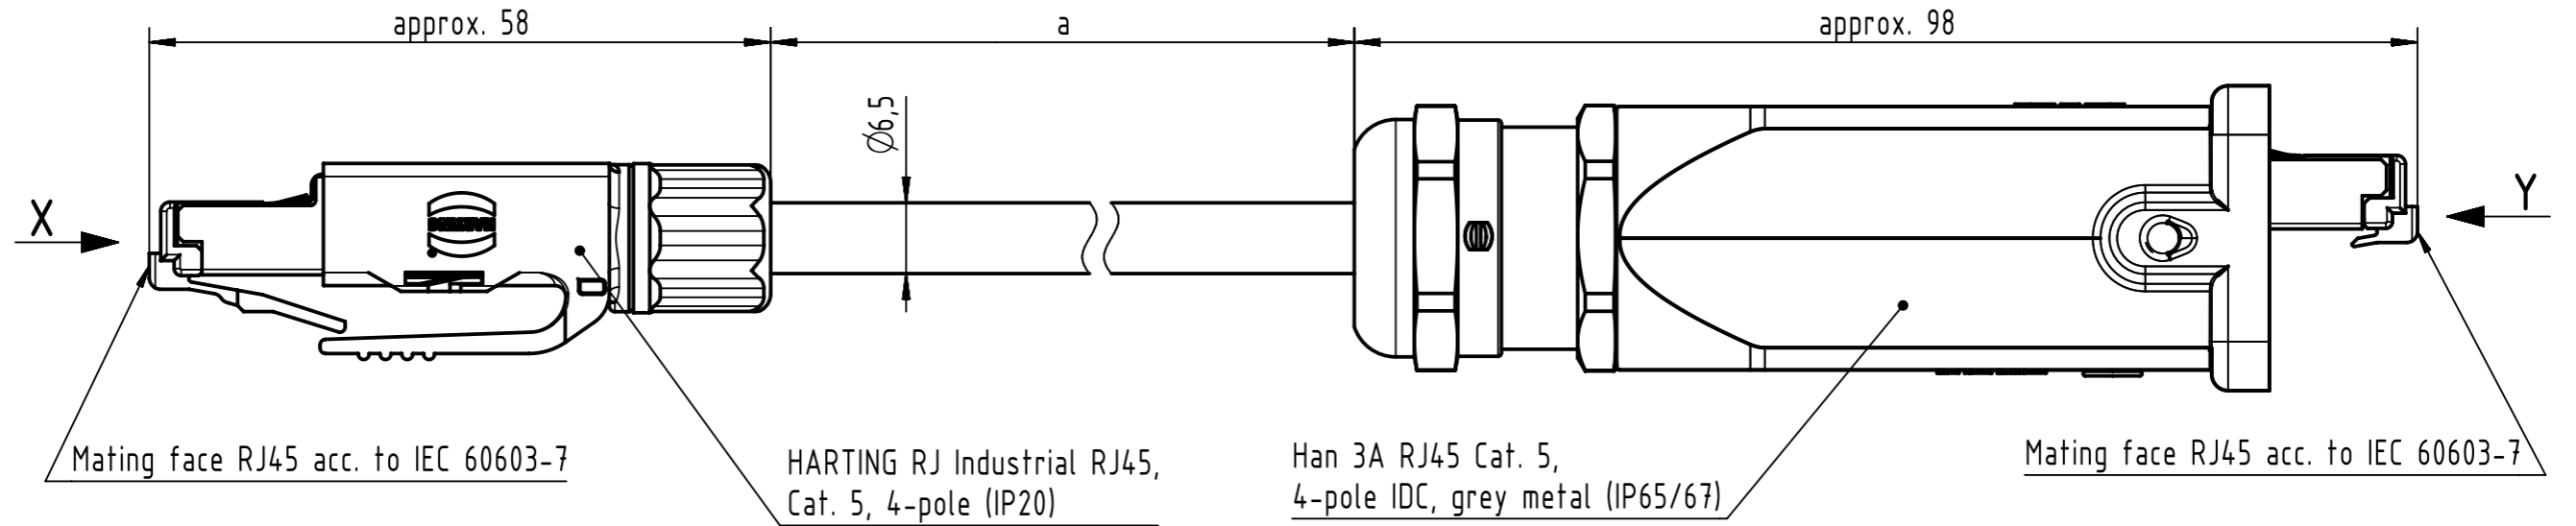 approx. 58
a
approx. 98
Ø6,5
X
Y
HARTING
Mating face RJ45 acc. to IEC 60603-7
HARTING RJ Industrial RJ45,
Cat. 5, 4-pole (IP20)
Han 3A RJ45 Cat. 5,
4-pole IDC, grey metal (IP65/67)
Mating face RJ45 acc. to IEC 60603-7